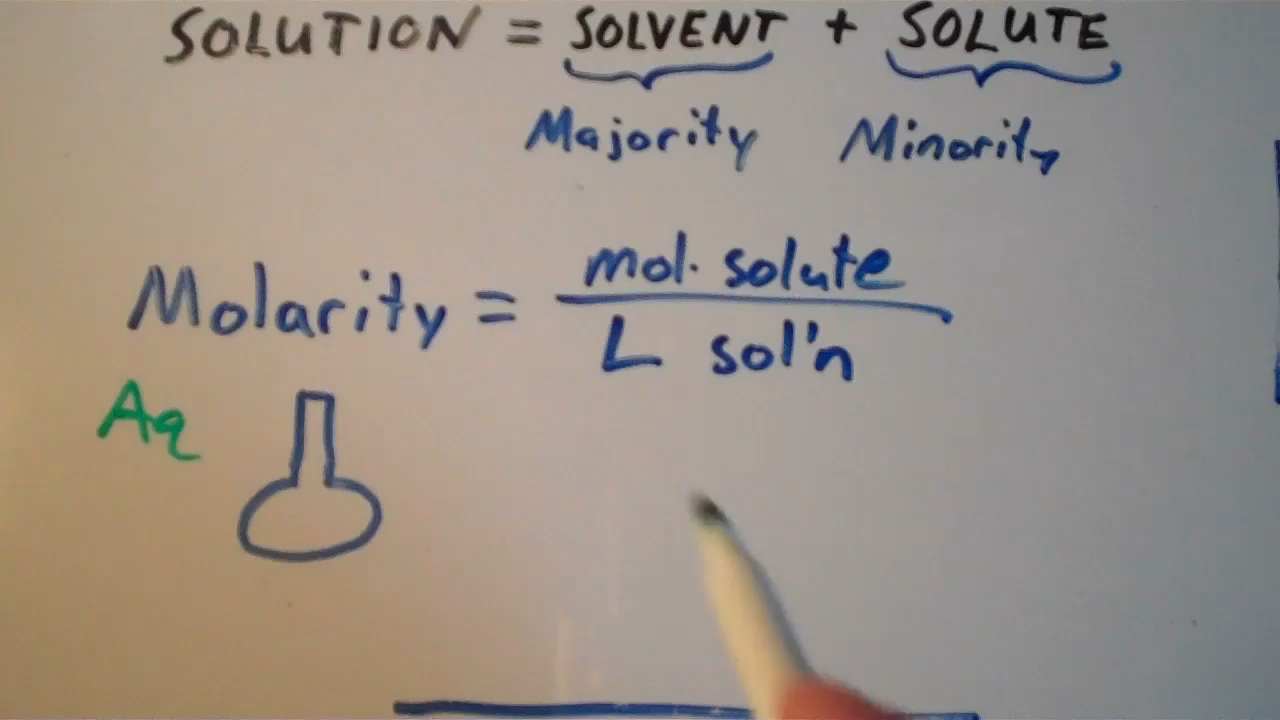 SOLUTION = SOLVENT + SOLUTE
Majority Minority
Molarity = mol. solute
L sol'n
Aq